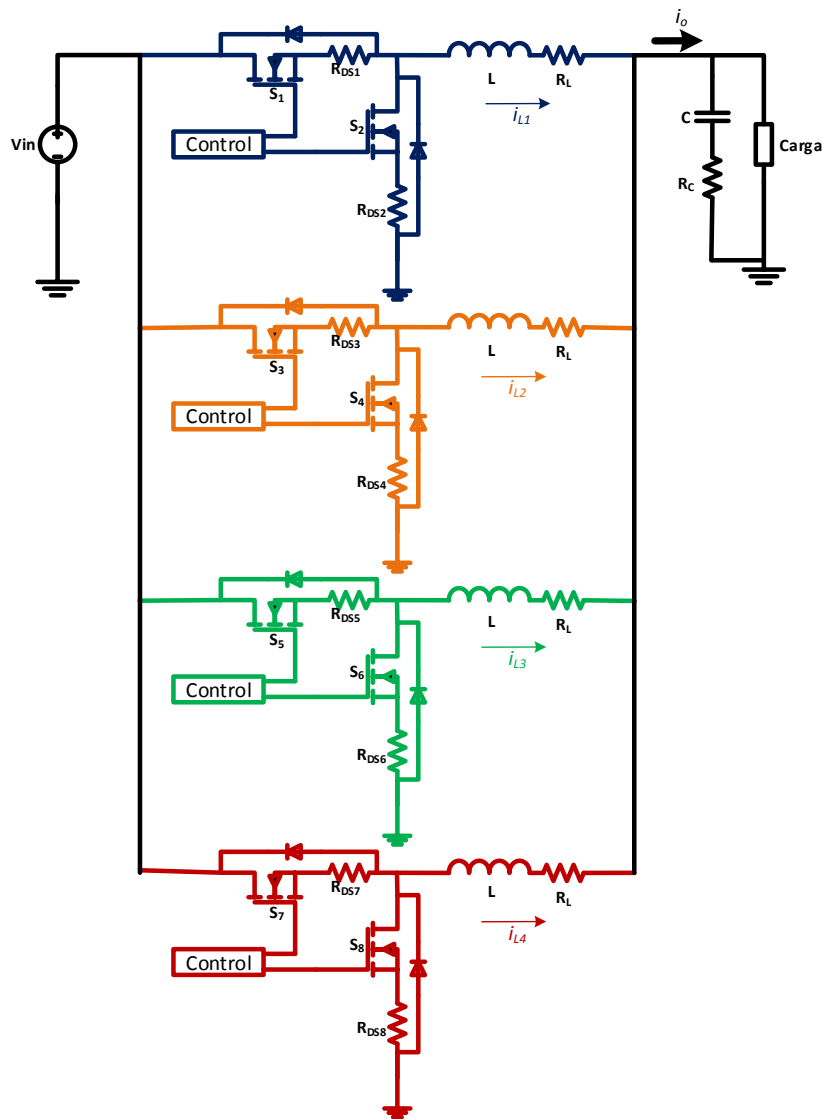 io
RDS1
L
RL
S1
iL1
S2
C
Vin
Control
Carga
RC
RDS2
RDS3
L
RL
S3
iL2
S4
Control
RDS4
RDS5
L
RL
S5
iL3
S6
Control
RDS6
RDS7
L
RL
S7
iL4
S8
Control
RDS8